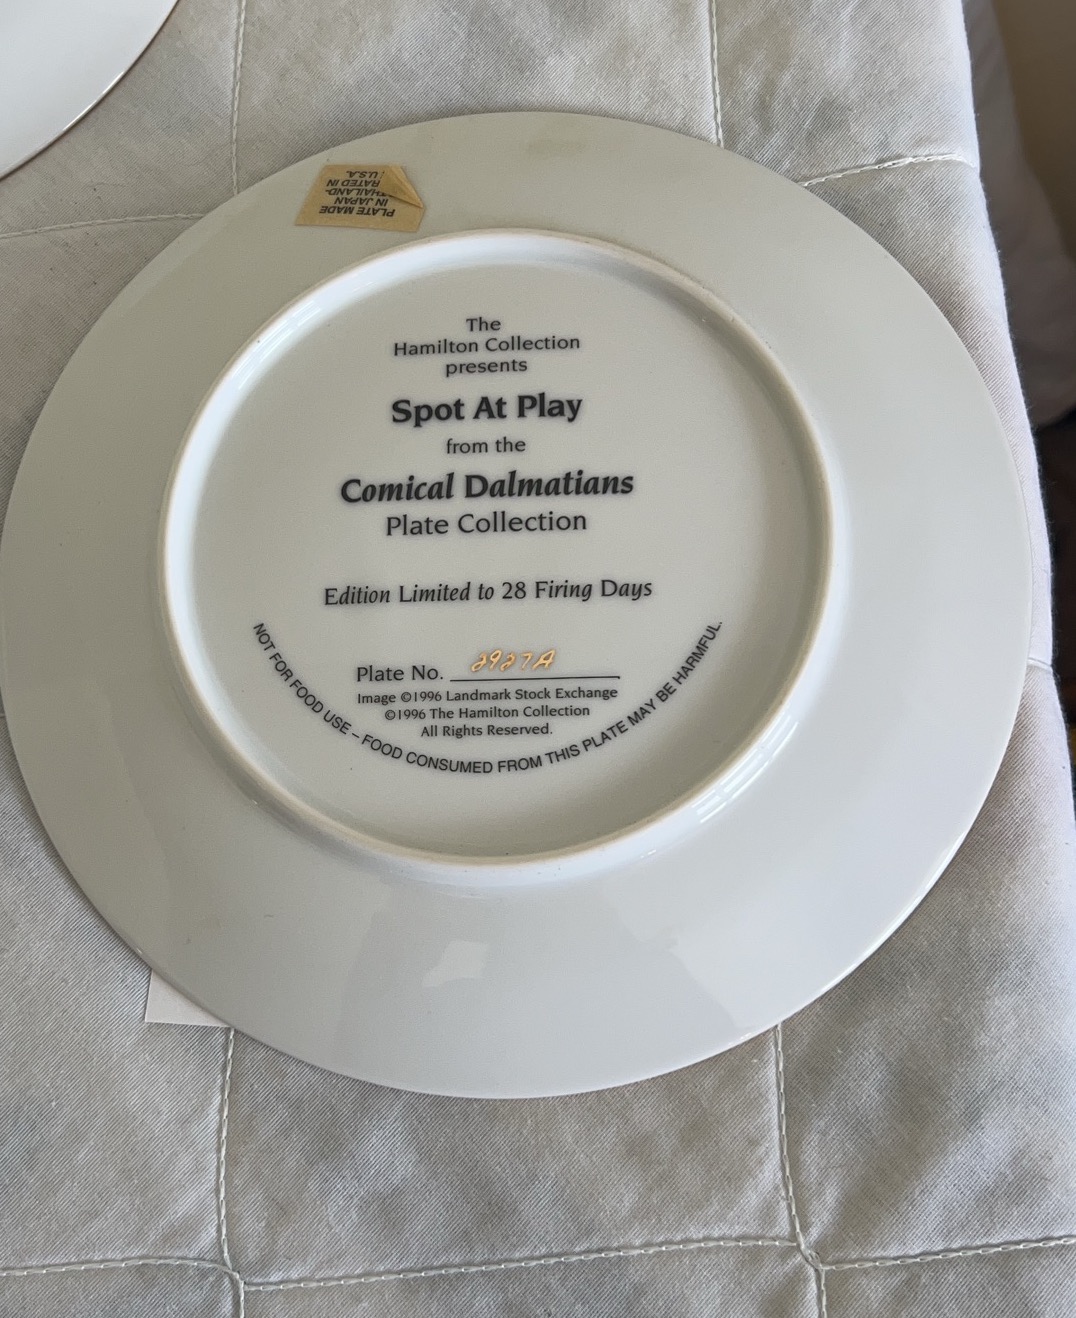 PLATE MADE
IN JAPAN
THAILAND-
RATED IN
U.S.A.
The
Hamilton Collection
presents
Spot At Play
from the
Comical Dalmatians
Plate Collection
Edition Limited to 28 Firing Days
Plate No. 2927A
Image ©1996 Landmark Stock Exchange
©1996 The Hamilton Collection
All Rights Reserved.
NOT FOR FOOD USE – FOOD CONSUMED FROM THIS PLATE MAY BE HARMFUL.